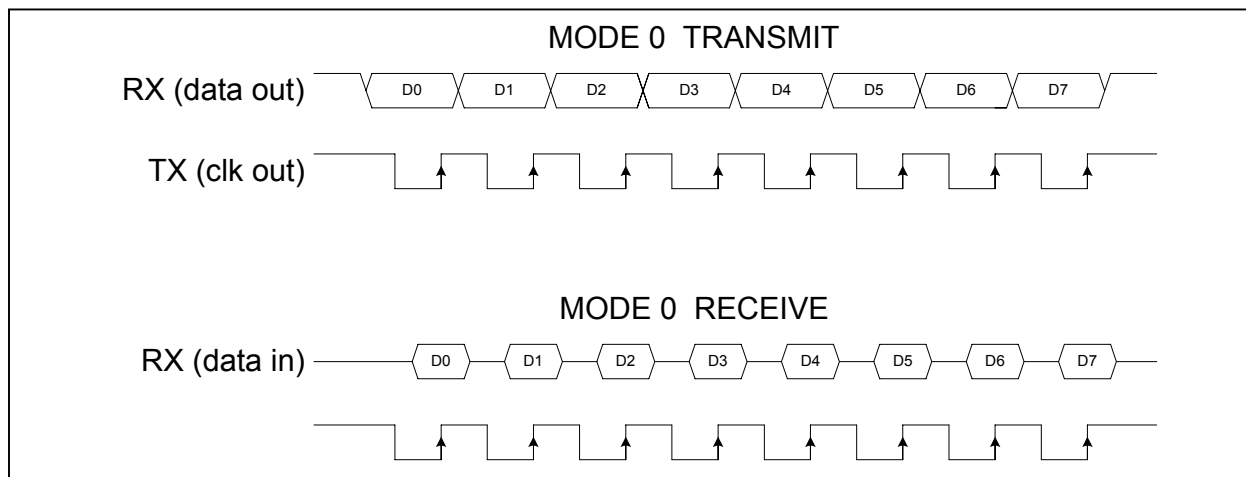 MODE 0 TRANSMIT
RX (data out)
D0 D1 D2 D3 D4 D5 D6 D7
TX (clk out)
MODE 0 RECEIVE
RX (data in)
D0 D1 D2 D3 D4 D5 D6 D7